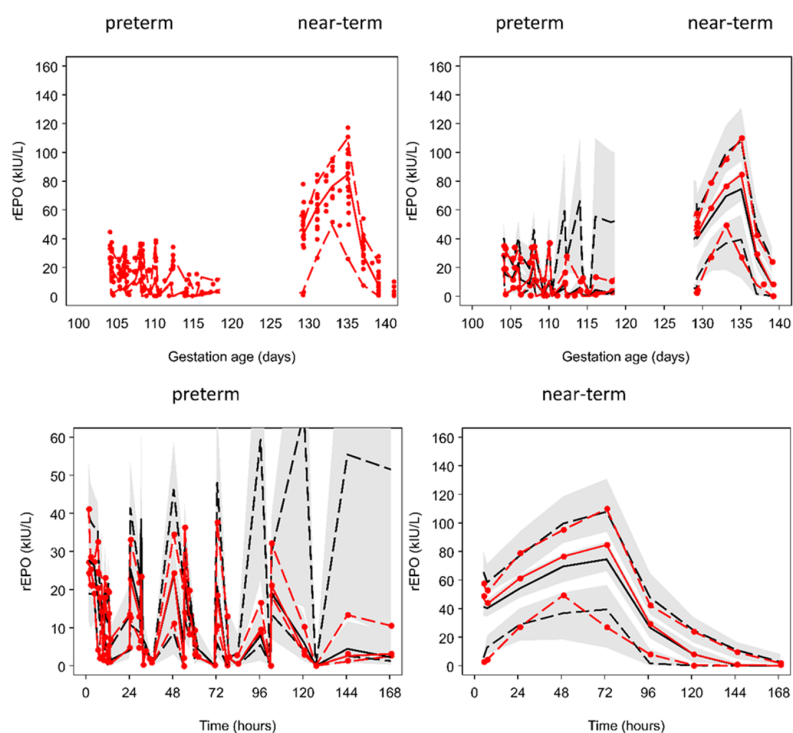 preterm near-term preterm near-term
160 160
140 140
120 120
100 100
80 80
60 60
40 40
20 20
0 0
rEPO (kIU/L) rEPO (kIU/L)
100 105 110 115 120 125 130 135 140 100 105 110 115 120 125 130 135 140
Gestation age (days) Gestation age (days)
preterm near-term
60 160
50 140
40 120
30 100
20 80
10 60
0 40
20
0
rEPO (kIU/L) rEPO (kIU/L)
0 24 48 72 96 120 144 168 0 24 48 72 96 120 144 168
Time (hours) Time (hours)